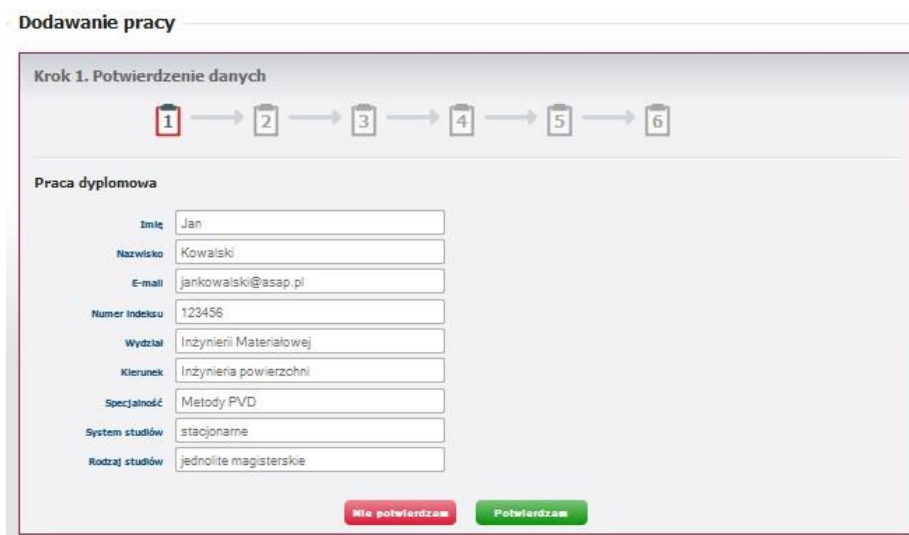 Dodawanie pracy
Krok 1. Potwierdzenie danych
1 2 3 4 5 6
Praca dyplomowa
Imię Jan
Nazwisko Kowalski
E-mail jankowalski@asap.pl
Numer indeksu 123456
Wydział Inżynierii Materiałowej
Kierunek Inżynieria powierzchni
Specjalność Metody PVD
System studiów stacjonarne
Rodzaj studiów jednolite magisterskie
Nie potwierdzam Potwierdzam